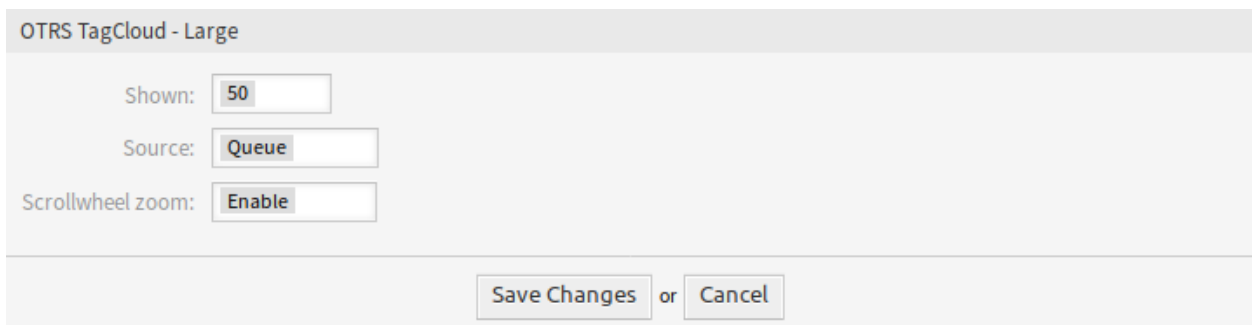 OTRS TagCloud - Large
Shown: 50
Source: Queue
Scrollwheel zoom: Enable
Save Changes or Cancel